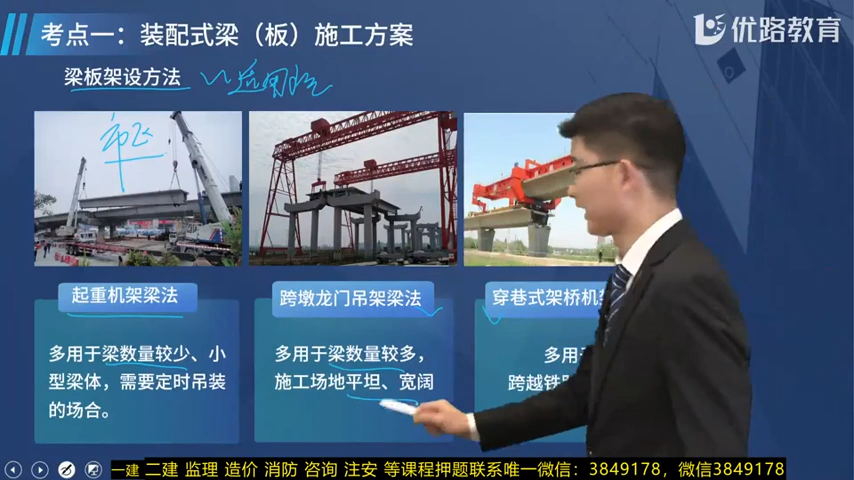 考点一：装配式梁（板）施工方案
优路教育
梁板架设方法
起重机架梁法
多用于梁数量较少、小
型梁体，需要定时吊装
的场合。
跨墩龙门吊架梁法
多用于梁数量较多，
施工场地平坦、宽阔
穿巷式架桥机
多用
跨越铁
一建 二建 监理 造价 消防 咨询 注安 等课程押题联系唯一微信：3849178，微信3849178